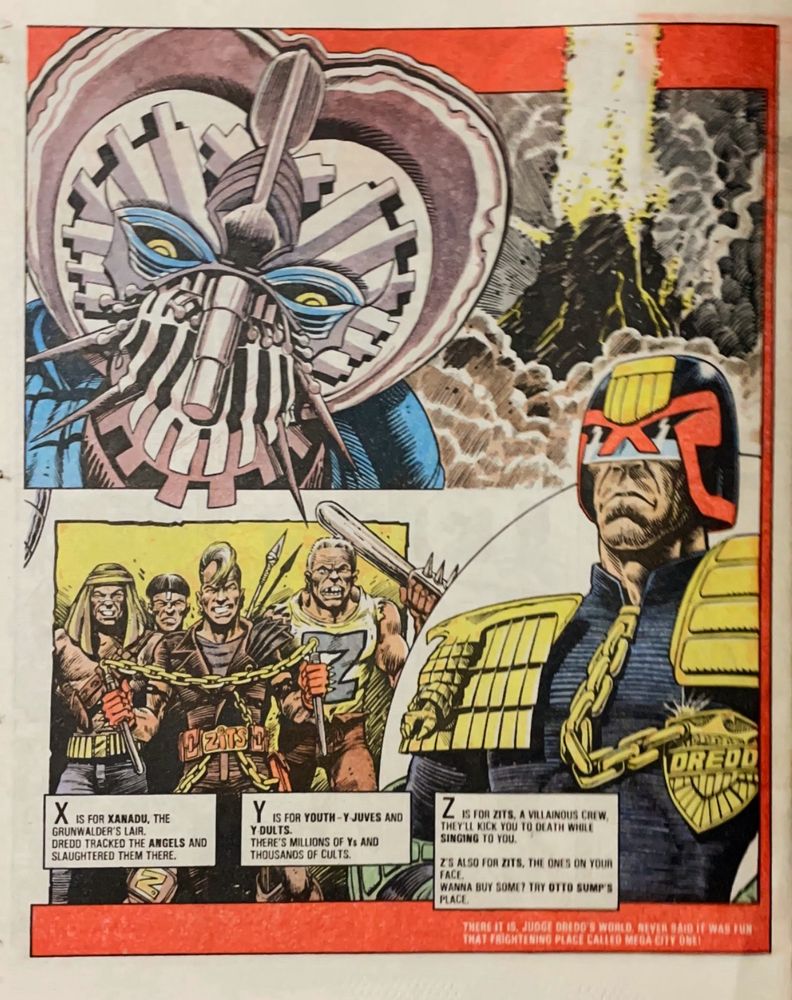 ZITS
Z
Z
DREDD
X IS FOR XANADU, THE
GRUNWALDER'S LAIR.
DREDD TRACKED THE ANGELS AND
SLAUGHTERED THEM THERE.
Y IS FOR YOUTH–Y-JUVES AND
Y DULTS.
THERE'S MILLIONS OF Ys AND
THOUSANDS OF CULTS.
Z IS FOR ZITS, A VILLAINOUS CREW,
THEY'LL KICK YOU TO DEATH WHILE
SINGING TO YOU.
Z'S ALSO FOR ZITS, THE ONES ON YOUR
FACE.
WANNA BUY SOME? TRY OTTO SUMP'S
PLACE.
THERE IT IS, JUDGE DREDD'S WORLD, NEVER SAID IT WAS FUN
THAT FRIGHTENING PLACE CALLED MEGA CITY ONE!